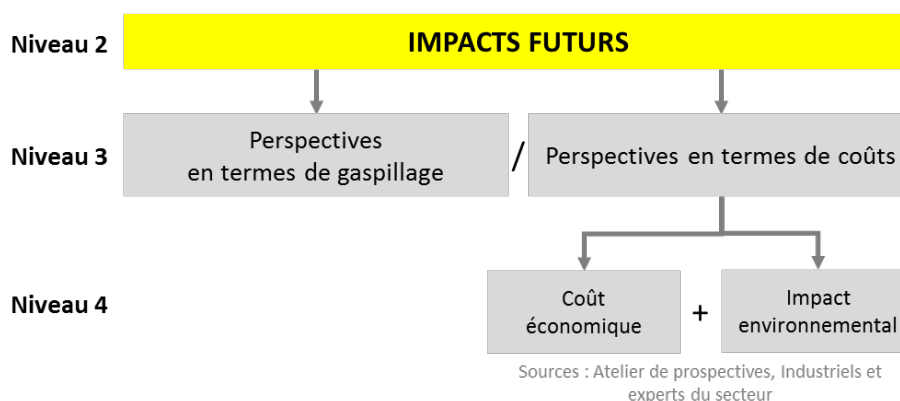 Niveau 2
IMPACTS FUTURS
Niveau 3
Perspectives
en termes de gaspillage
/
Perspectives en termes de coûts
Niveau 4
Coût
économique
+
Impact
environnemental
Sources : Atelier de prospectives, Industriels et
experts du secteur